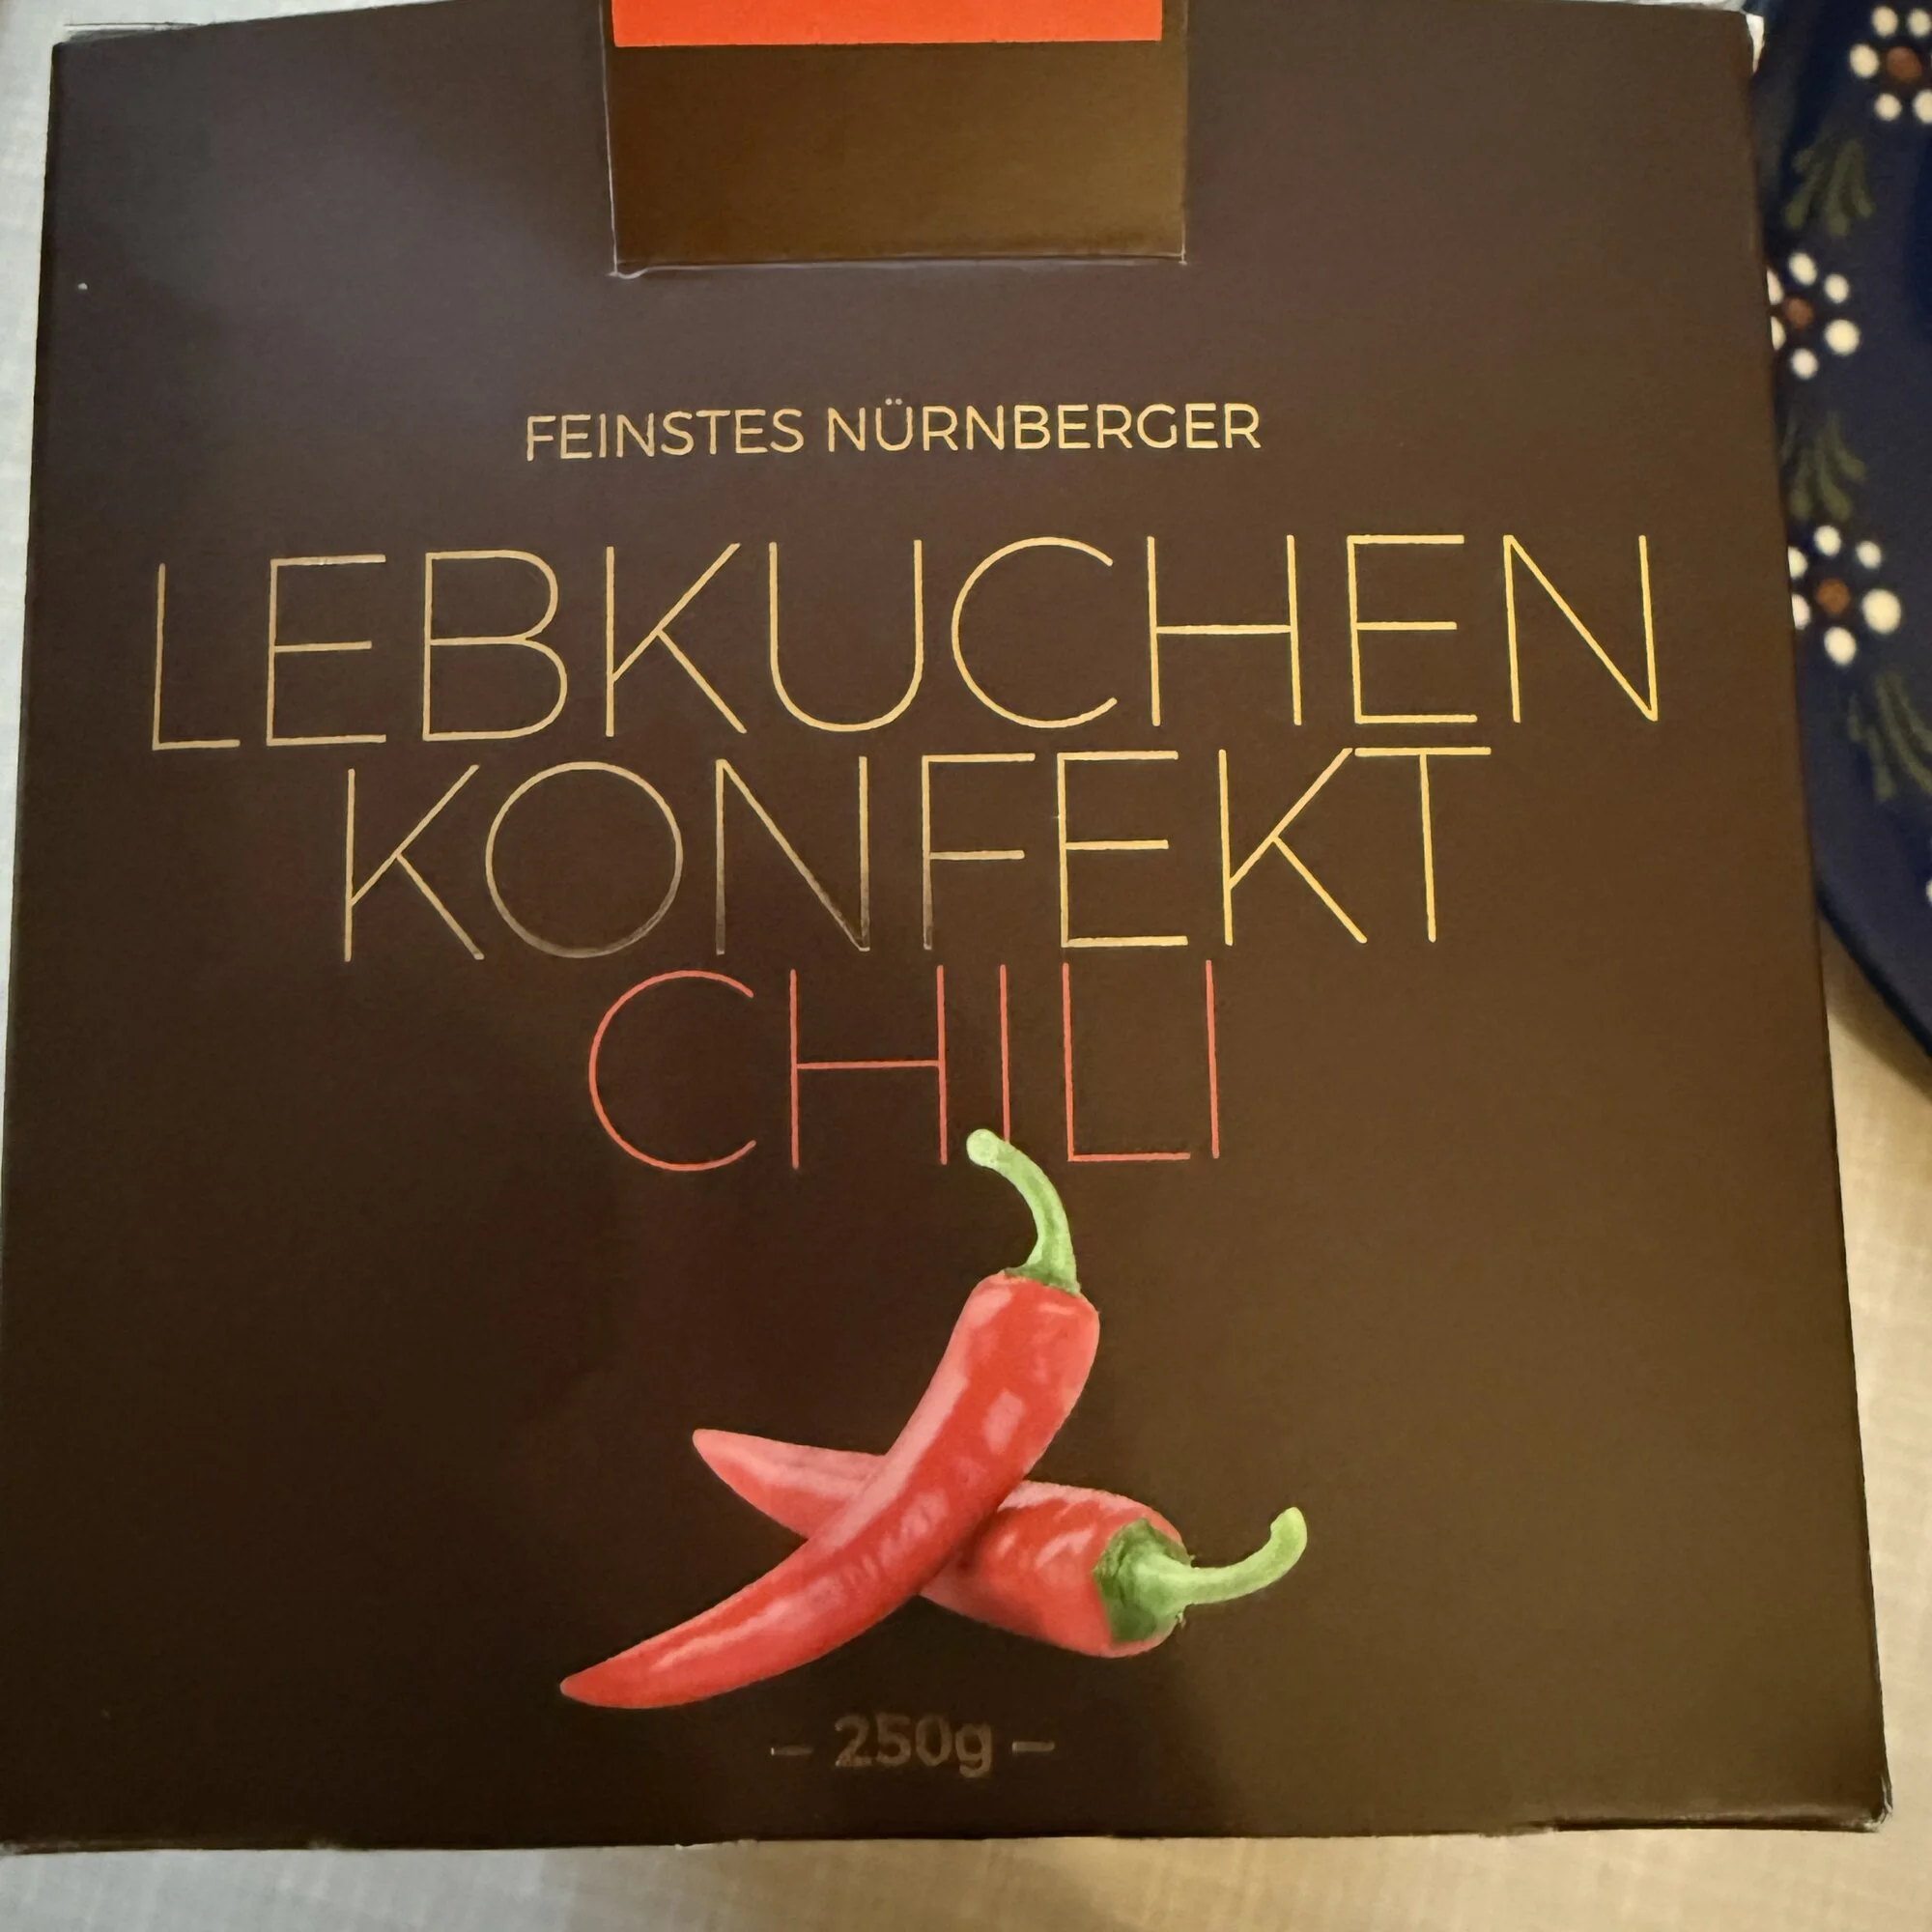 FEINSTES NÜRNBERGER
LEBKUCHEN
KONFEKT
CHILI
– 250g –